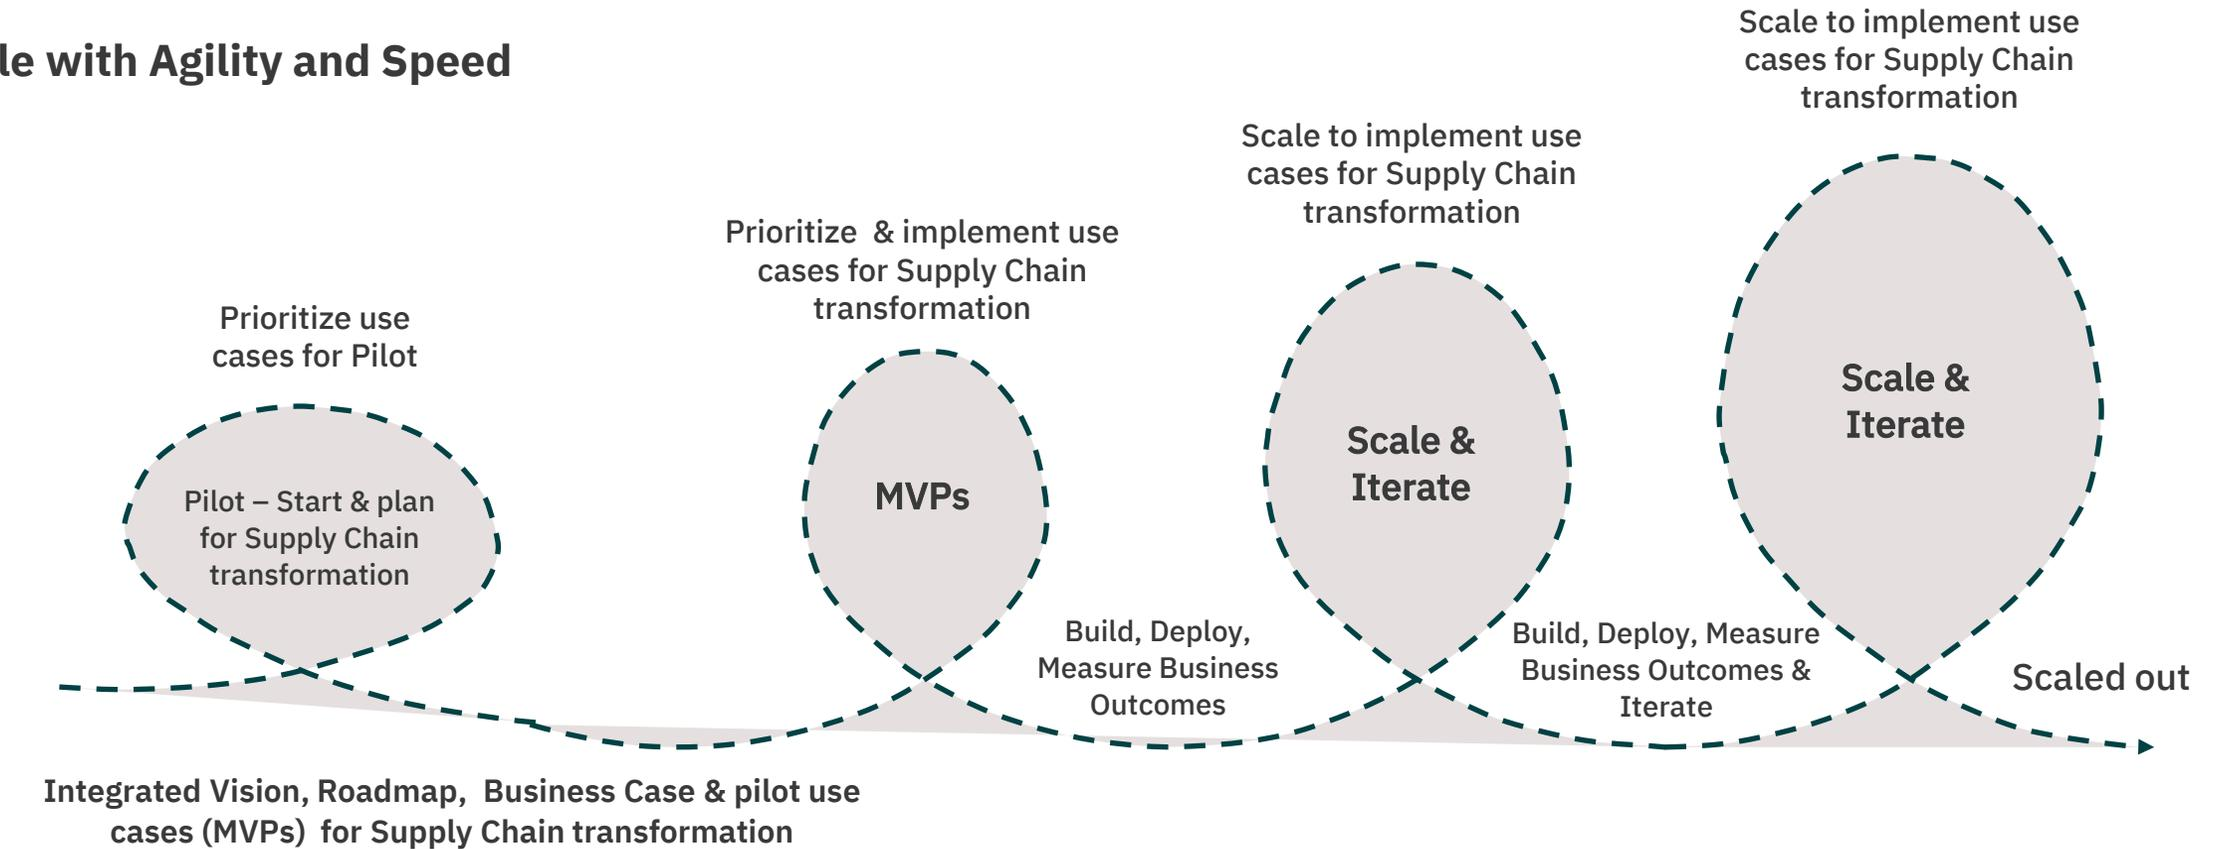 le with Agility and Speed
Prioritize use
cases for Pilot
Pilot – Start & plan
for Supply Chain
transformation
Prioritize  & implement use
cases for Supply Chain
transformation
MVPs
Build, Deploy,
Measure Business
Outcomes
Scale to implement use
cases for Supply Chain
transformation
Scale &
Iterate
Build, Deploy, Measure
Business Outcomes &
Iterate
Scale to implement use
cases for Supply Chain
transformation
Scale &
Iterate
Scaled out
Integrated Vision, Roadmap,  Business Case & pilot use
cases (MVPs)  for Supply Chain transformation